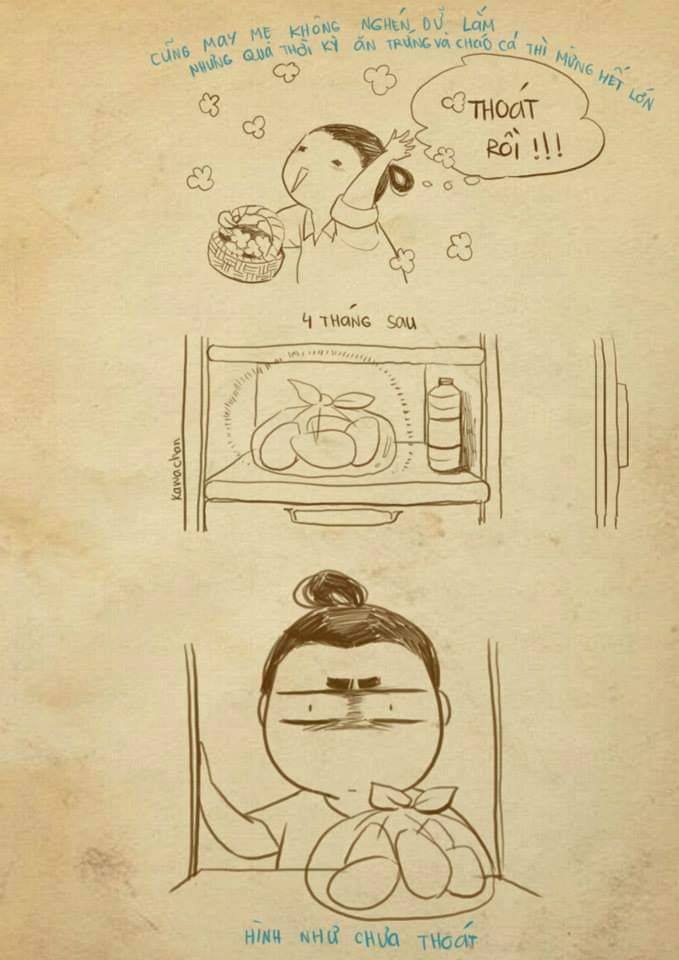 CŨNG MAY MẸ KHÔNG NGHÉN DỮ LẮM
NHƯNG QUA THỜI KỲ ĂN TRỨNG VÀ CHÁO CÁ THÌ MỪNG HẾT LỚN
THOÁT
RỒI !!!
4 THÁNG SAU
Kawachan
HÌNH NHƯ CHƯA THOÁT